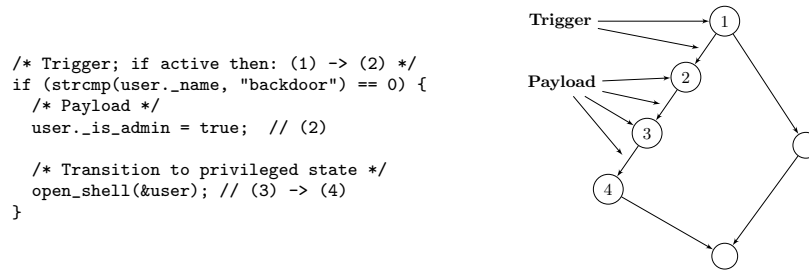 /* Trigger; if active then: (1) -> (2) */
if (strcmp(user._name, "backdoor") == 0) {
/* Payload */
user._is_admin = true;  // (2)
/* Transition to privileged state */
open_shell(&user); // (3) -> (4)
}
Trigger
1
Payload
2
3
4